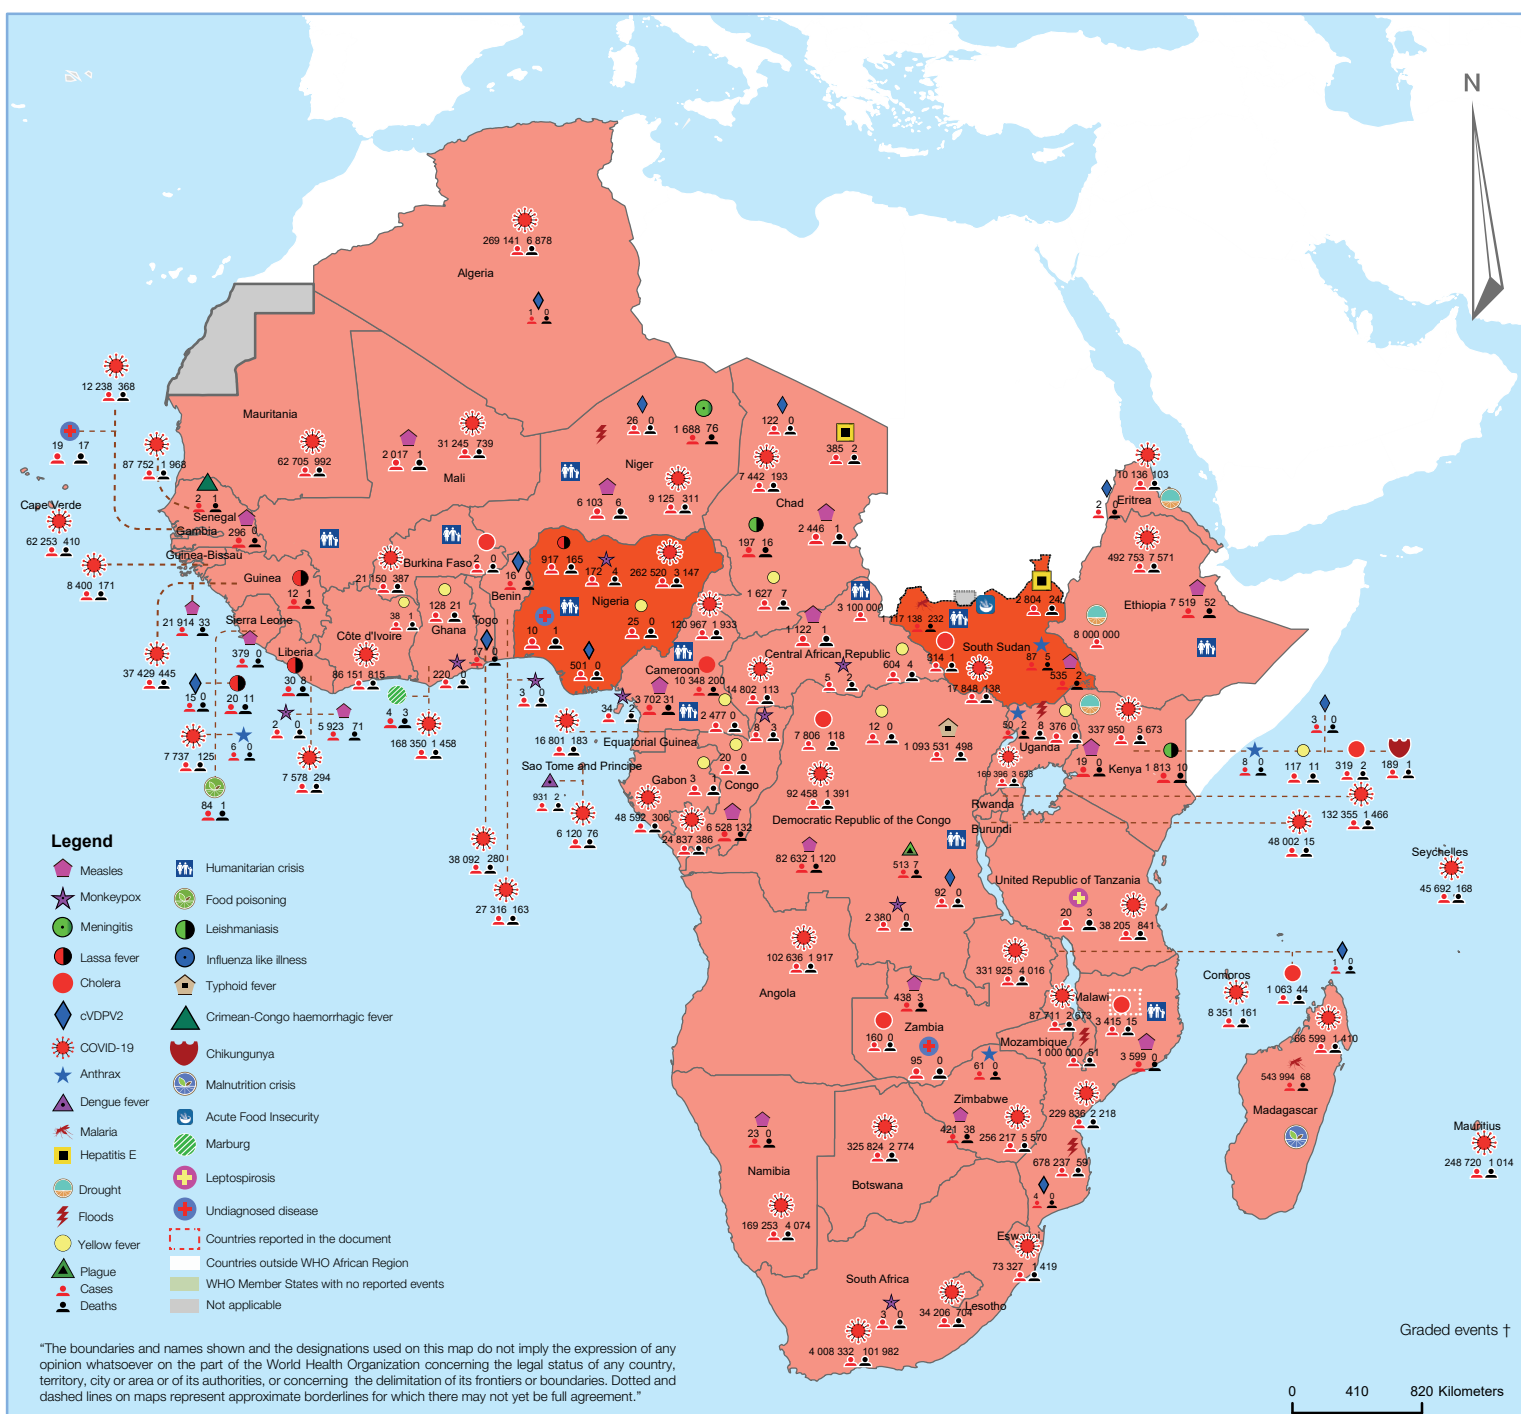 N
269 141 6 878
Algeria
1 0
12 238 368
Mauritania
62 705 992
2 017 1
31 245 739
Mali
26 0
1 688 76
Niger
6 103 6
9 125 311
122 0
385 2
7 442 193
Chad
2 446 1
197 16
1 627 7
19 17
87 752 1 968
Cape Verde
62 253 410
2 1
Senegal
Gambia
296 0
Guinea-Bissau
8 400 171
Guinea
12 1
21 914 33
Sierra Leone
379 0
Liberia
30 8
37 429 445
15 0
20 11
2 0
5 923 71
7 737 125
6 0
7 578 294
84 1
Burkina Faso
21 150 387
2 0
16 0
Benin
38 1
128 21
Ghana
Togo
17 0
Côte d'Ivoire
86 151 815
220 0
4 3
168 350 1 458
917 165
172 4
262 520 3 147
Nigeria
10 1
25 0
501 0
3 0
34 2
120 967 1 933
Cameroon
10 348 200
3 702 31
14 802 113
2 477 0
8 3
16 801 183
Equatorial Guinea
Sao Tome and Principe
931 2
6 120 76
38 092 280
27 316 163
Gabon
3 1
20 0
Congo
48 592 306
24 837 386
6 528 132
3 100 000
1 122 1
Central African Republic
5 2
604 4
1 117 138 232
2 804 24
314 1
South Sudan
87 5
17 848 138
535 2
10 136 103
2 0
Eritrea
492 753 7 571
Ethiopia
7 519 52
8 000 000
7 806 118
12 0
1 093 531 498
92 458 1 391
Democratic Republic of the Congo
82 632 1 120
513 7
92 0
2 380 0
50 2
8
376 0
Uganda
169 396 3 628
337 950 5 673
19 0
Kenya
1 813 10
3 0
8 0
117 11
319 2
189 1
Rwanda
132 355 1 466
Burundi
48 002 15
Seychelles
45 692 168
United Republic of Tanzania
20 3
38 205 841
102 636 1 917
Angola
331 925 4 016
438 3
160 0
Zambia
95 0
Malawi
87 711 2 673
3 415 15
Mozambique
1 000 000 51
3 599 0
61 0
Zimbabwe
421 38
256 217 5 570
229 836 2 218
678 237 59
4 0
Comoros
8 351 161
1 063 44
1 0
66 599 1 410
543 994 68
Madagascar
Mauritius
248 720 1 014
23 0
Namibia
169 253 4 074
325 824 2 774
Botswana
73 327 1 419
South Africa
3 0
34 206 704
Lesotho
4 008 332 101 982
Legend
Measles
Monkeypox
Meningitis
Lassa fever
Cholera
cVDPV2
COVID-19
Anthrax
Dengue fever
Malaria
Hepatitis E
Drought
Floods
Yellow fever
Plague
Cases
Deaths
Humanitarian crisis
Food poisoning
Leishmaniasis
Influenza like illness
Typhoid fever
Crimean-Congo haemorrhagic fever
Chikungunya
Malnutrition crisis
Acute Food Insecurity
Marburg
Leptospirosis
Undiagnosed disease
Countries reported in the document
Countries outside WHO African Region
WHO Member States with no reported events
Not applicable
Graded events †
0 410 820 Kilometers
“The boundaries and names shown and the designations used on this map do not imply the expression of any
opinion whatsoever on the part of the World Health Organization concerning the legal status of any country,
territory, city or area or of its authorities, or concerning the delimitation of its frontiers or boundaries. Dotted and
dashed lines on maps represent approximate borderlines for which there may not yet be full agreement.”